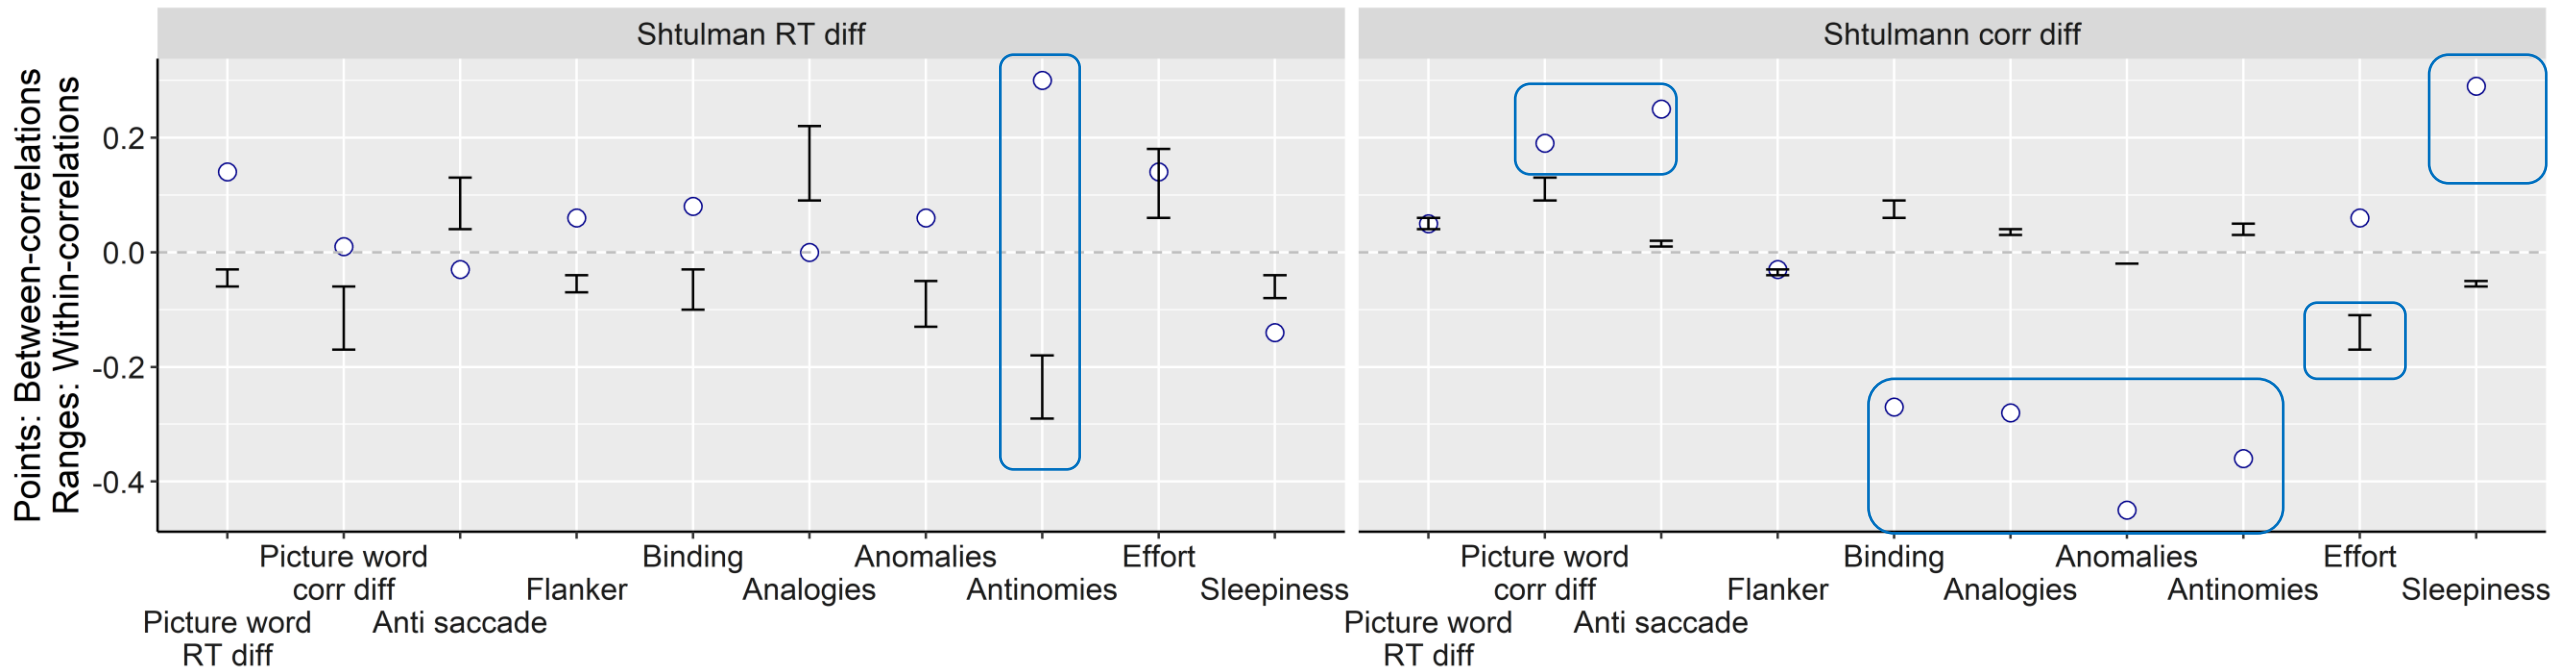 Shtulman RT diff
Shtulmann corr diff
Points: Between-correlations
Ranges: Within-correlations
0.2
0.0
-0.2
-0.4
Picture word
RT diff
Picture word
corr diff
Anti saccade
Flanker
Binding
Analogies
Anomalies
Antinomies
Effort
Sleepiness
Picture word
RT diff
Picture word
corr diff
Anti saccade
Flanker
Binding
Analogies
Anomalies
Antinomies
Effort
Sleepiness